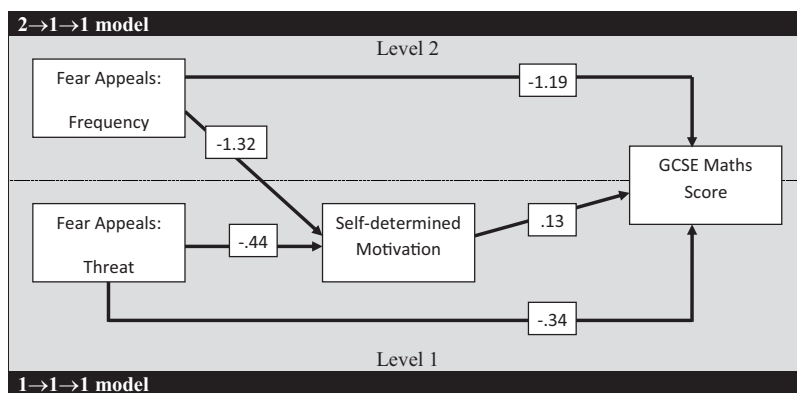 2→1→1 model
Level 2
Fear Appeals:
Frequency
-1.19
-1.32
GCSE Maths
Score
Fear Appeals:
Threat
-.44
Self-determined
Motivation
.13
-.34
Level 1
1→1→1 model